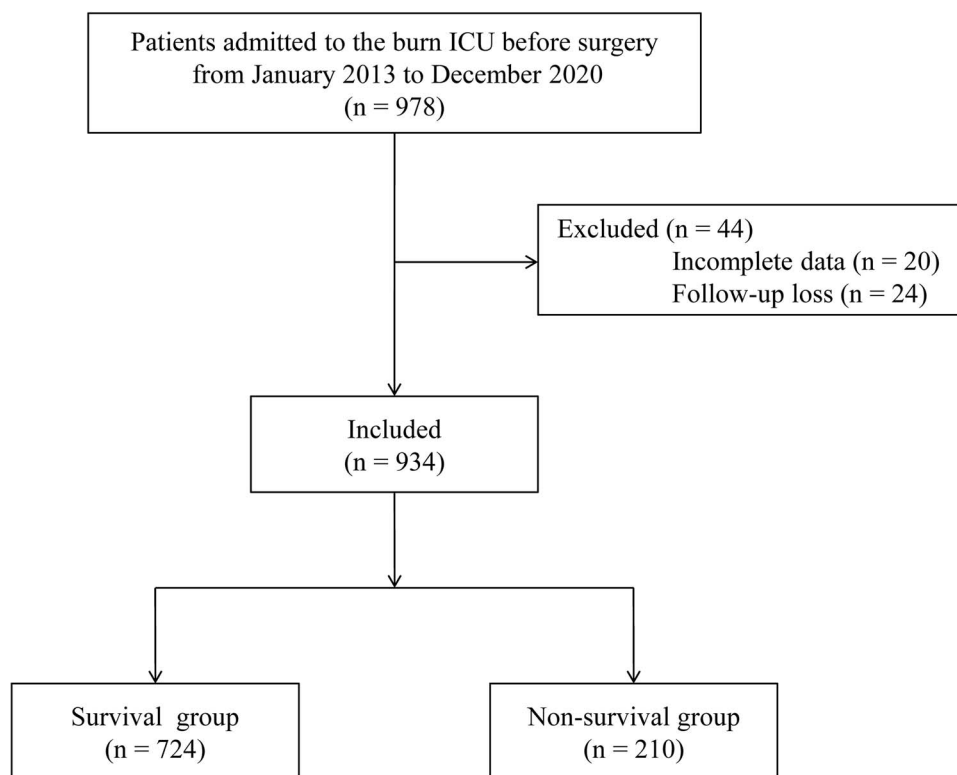 Patients admitted to the burn ICU before surgery
from January 2013 to December 2020
(n = 978)
Excluded (n = 44)
Incomplete data (n = 20)
Follow-up loss (n = 24)
Included
(n = 934)
Survival group
(n = 724)
Non-survival group
(n = 210)